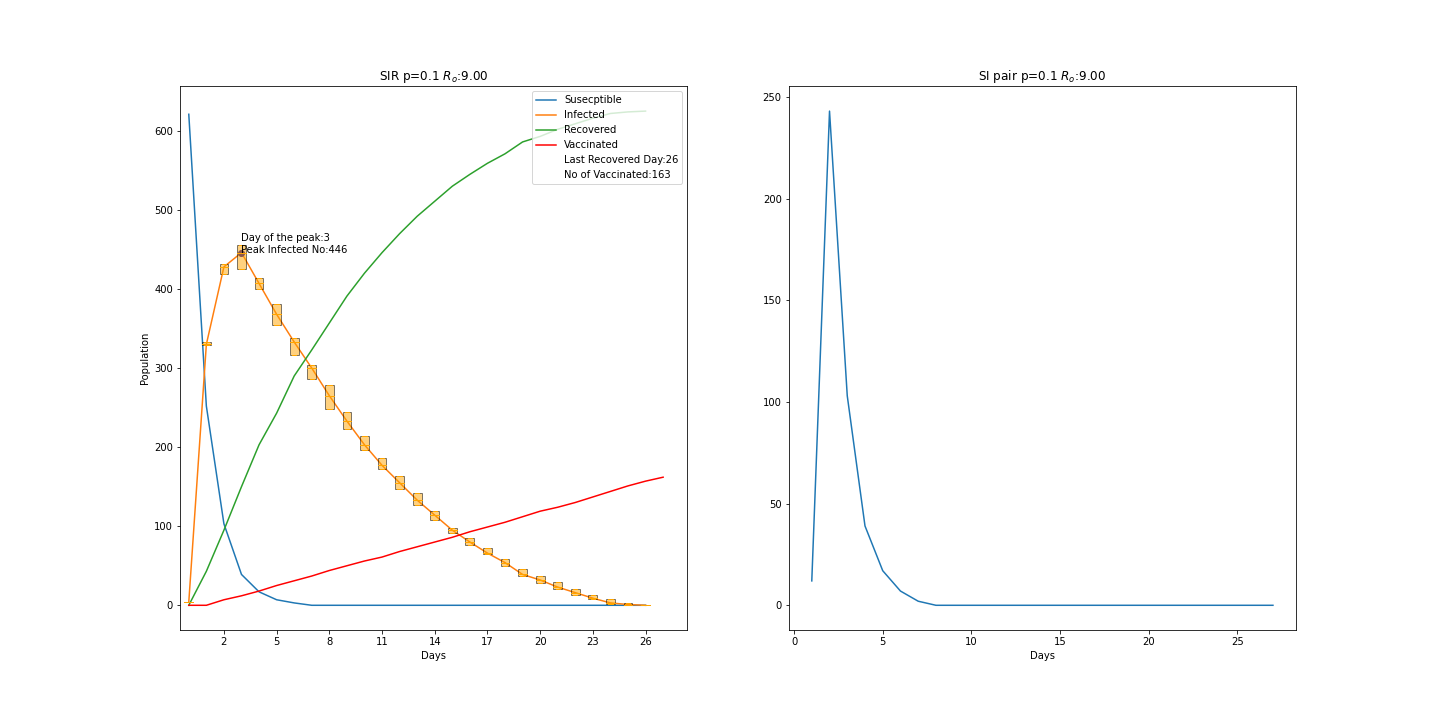 SIR p=0.1 Rₒ:9.00
Population
600
500
400
300
200
100
0
Susecptible
Infected
Recovered
Vaccinated
Last Recovered Day:26
No of Vaccinated:163
Day of the peak:3
Peak Infected No:446
2 5 8 11 14 17 20 23 26
Days
SI pair p=0.1 Rₒ:9.00
250
200
150
100
50
0
0 5 10 15 20 25
Days